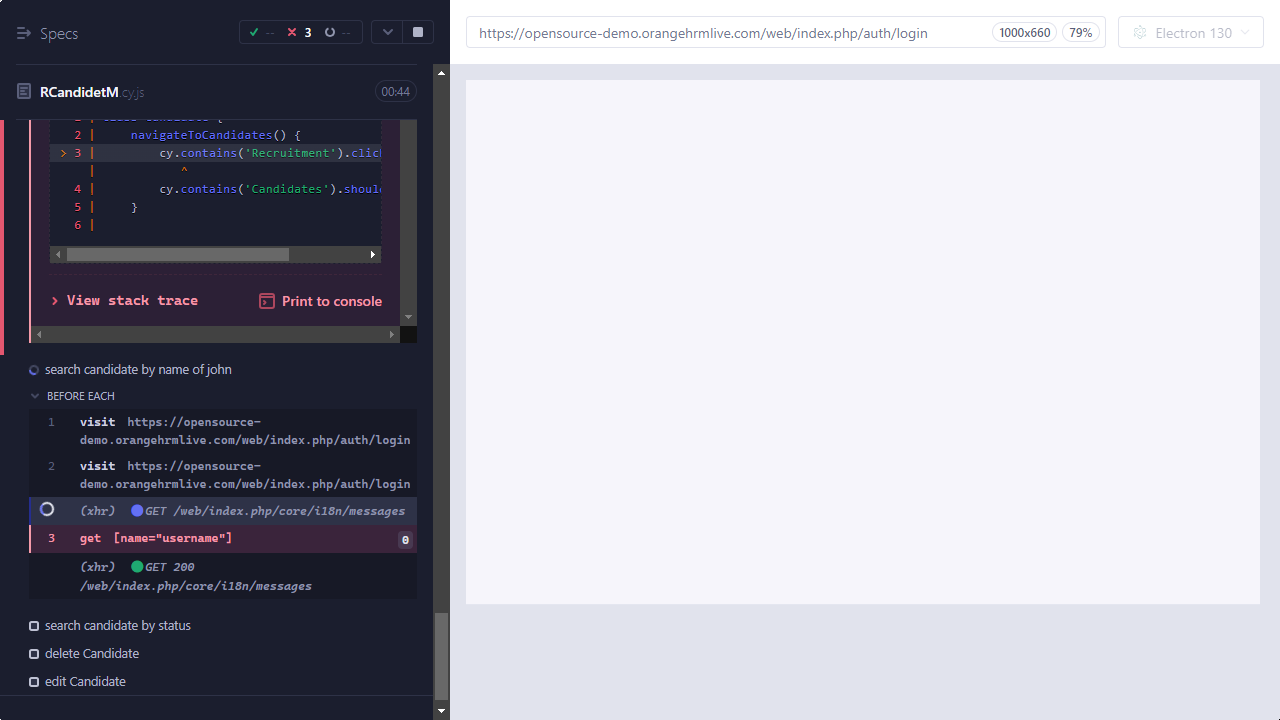 Specs
--
3
--
https://opensource-demo.orangehrmlive.com/web/index.php/auth/login
1000x660
79%
Electron 130
RCandidetM.cy.js
00:44
2 | navigateToCandidates() {
> 3 | cy.contains('Recruitment').clic
| ^
4 | cy.contains('Candidates').shoul
5 | }
6 |
View stack trace
Print to console
search candidate by name of john
BEFORE EACH
1 visit https://opensource-
demo.orangehrmlive.com/web/index.php/auth/login
2 visit https://opensource-
demo.orangehrmlive.com/web/index.php/auth/login
(xhr) GET /web/index.php/core/i18n/messages
3 get [name="username"] 0
(xhr) GET 200
/web/index.php/core/i18n/messages
search candidate by status
delete Candidate
edit Candidate